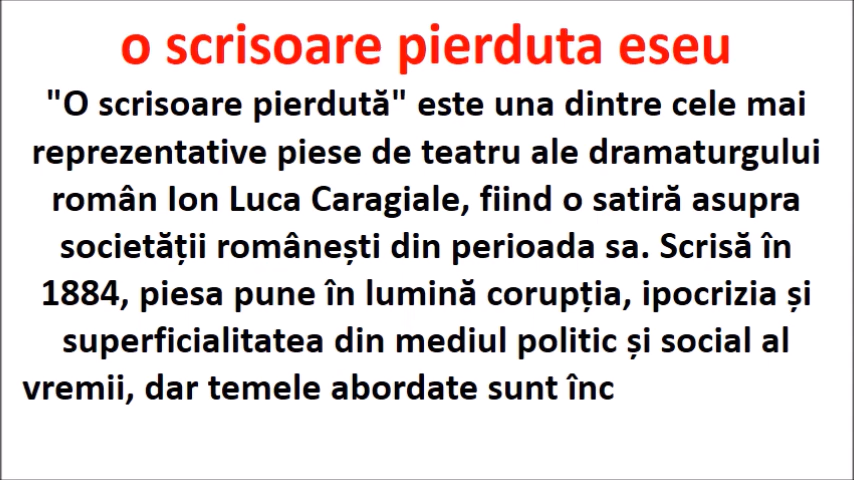 o scrisoare pierduta eseu
"O scrisoare pierdută" este una dintre cele mai
reprezentative piese de teatru ale dramaturgului
român Ion Luca Caragiale, fiind o satiră asupra
societății românești din perioada sa. Scrisă în
1884, piesa pune în lumină corupția, ipocrizia și
superficialitatea din mediul politic și social al
vremii, dar temele abordate sunt înc